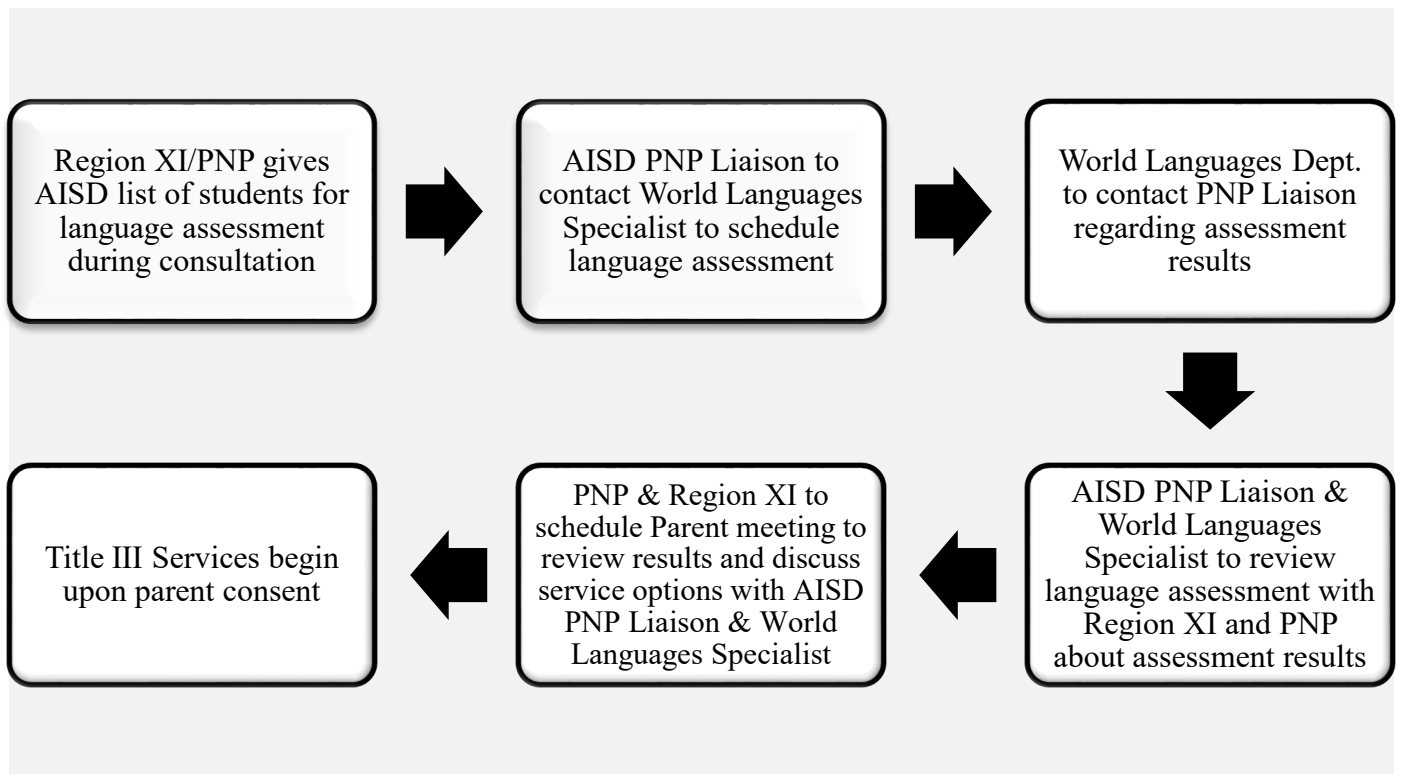 Region XI/PNP gives
AISD list of students for
language assessment
during consultation
AISD PNP Liaison to
contact World Languages
Specialist to schedule
language assessment
World Languages Dept.
to contact PNP Liaison
regarding assessment
results
AISD PNP Liaison &
World Languages
Specialist to review
language assessment with
Region XI and PNP
about assessment results
PNP & Region XI to
schedule Parent meeting to
review results and discuss
service options with AISD
PNP Liaison & World
Languages Specialist
Title III Services begin
upon parent consent